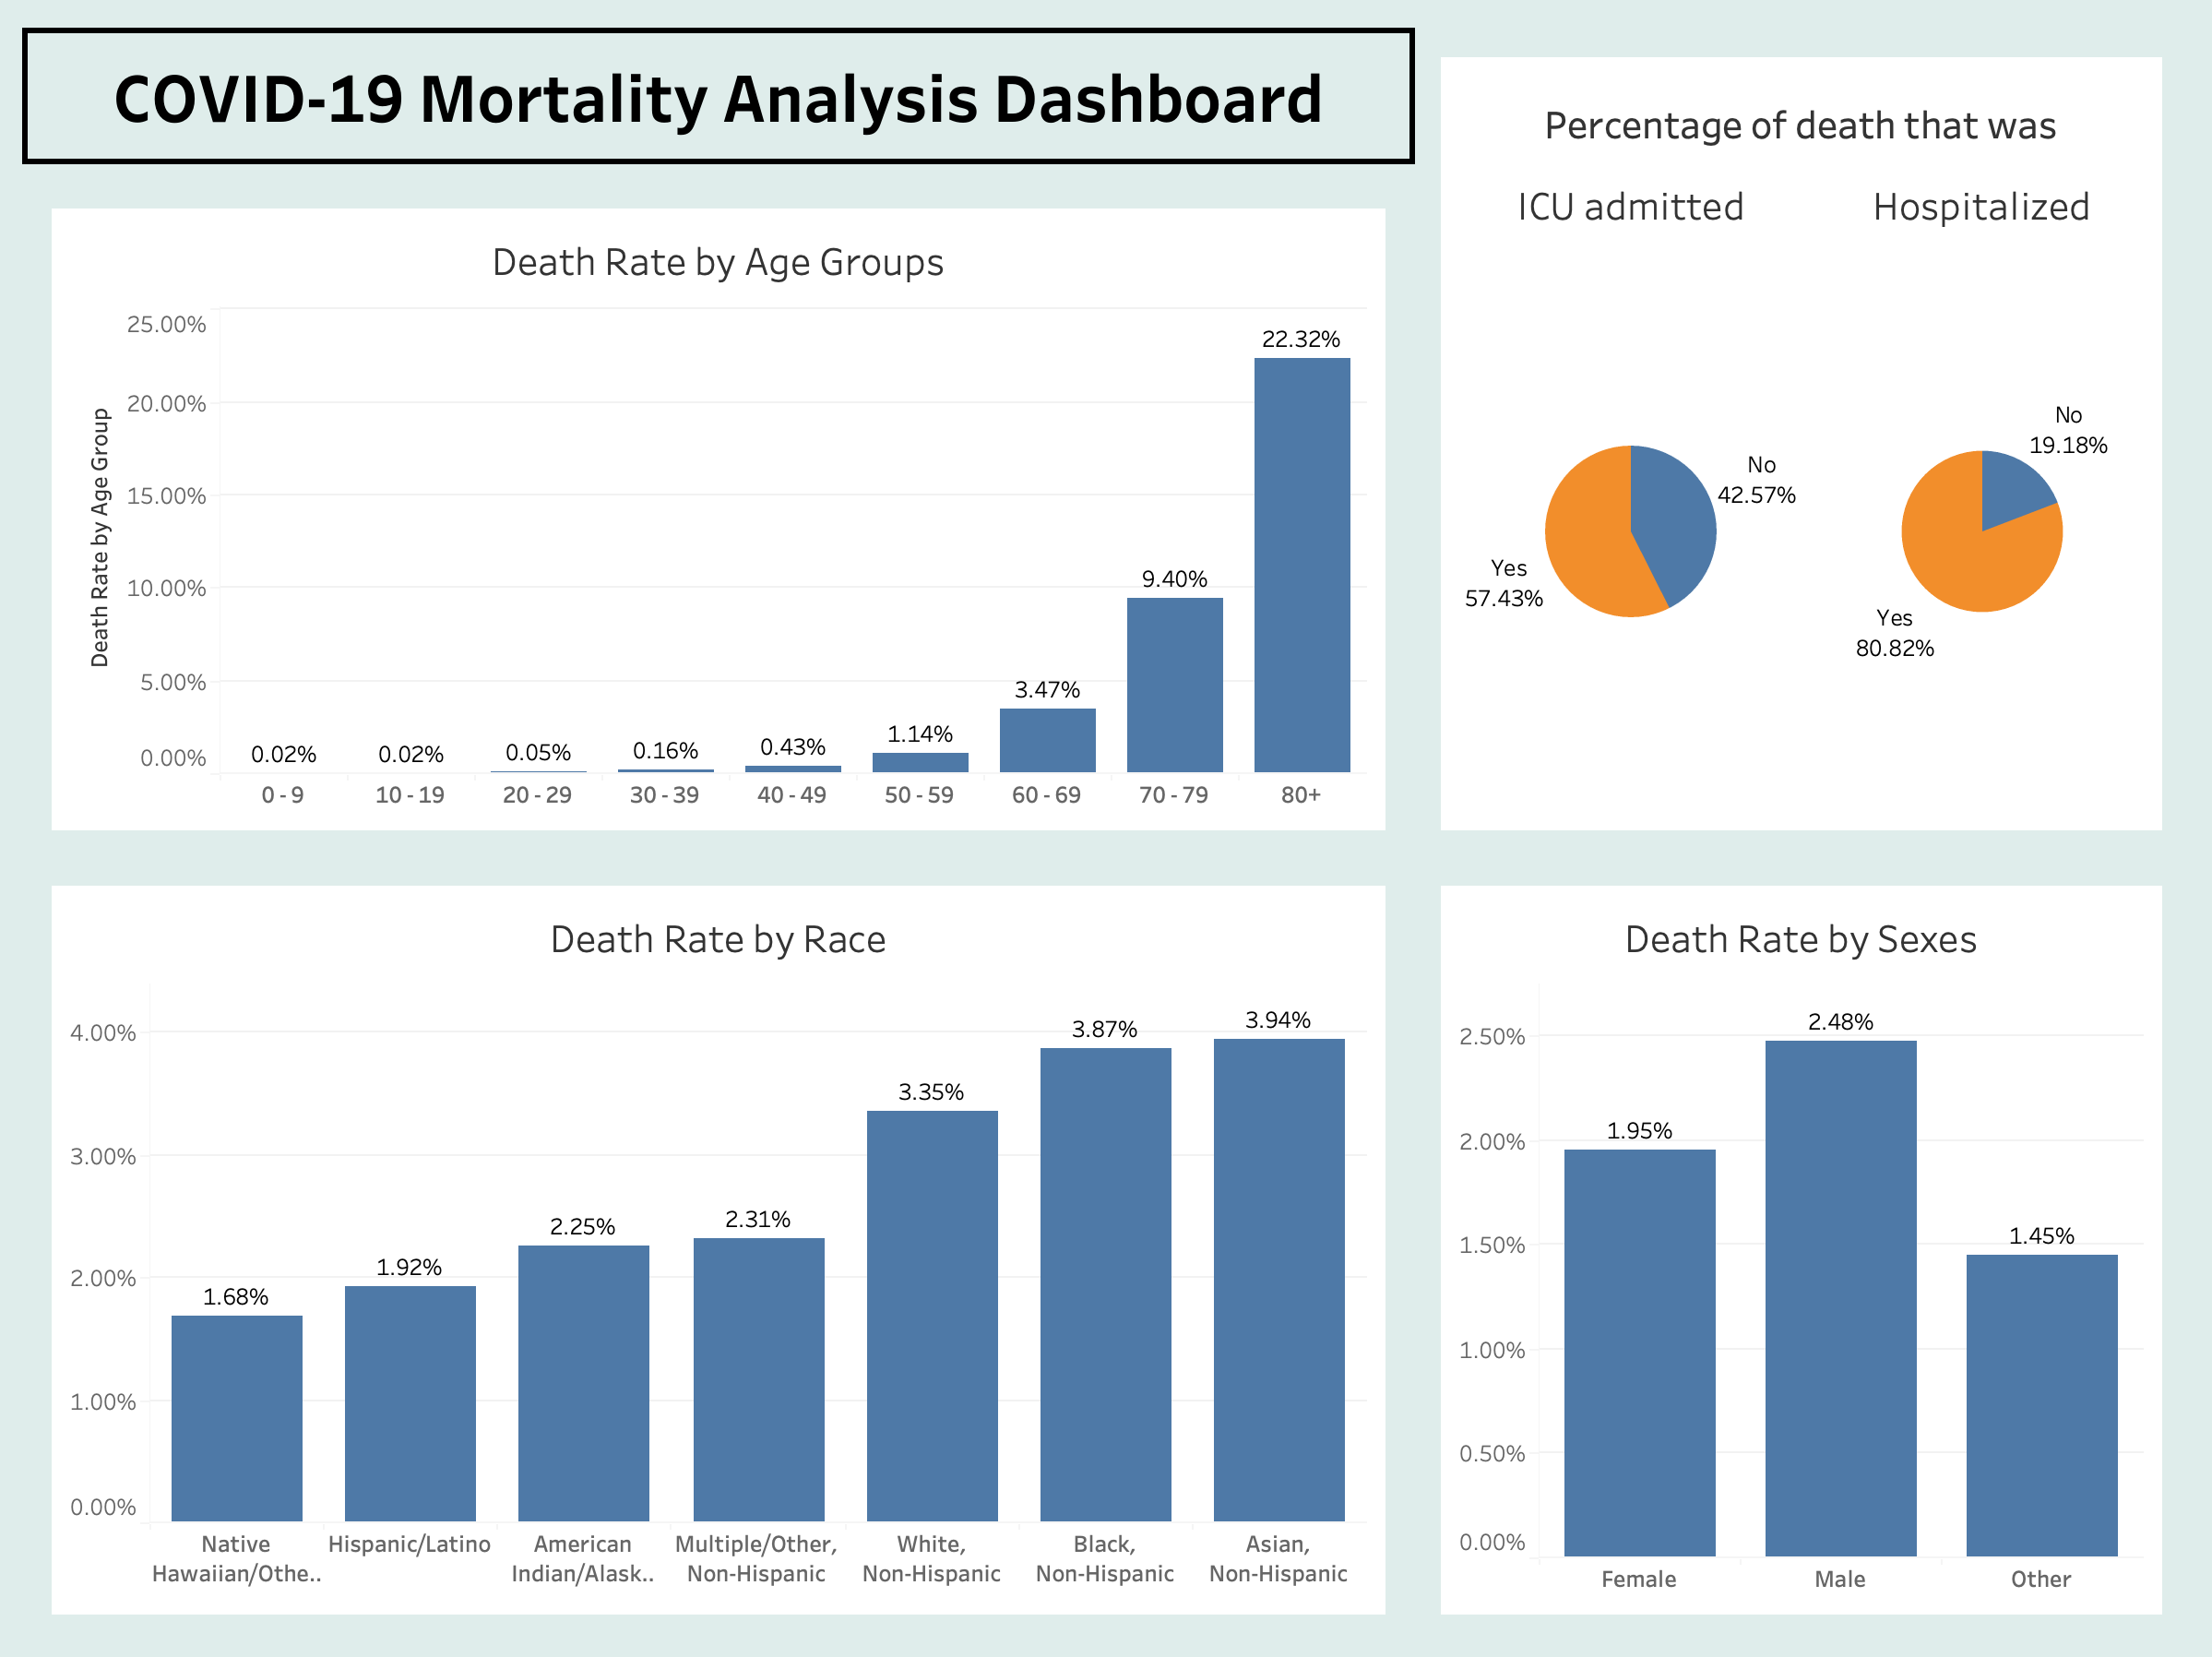 COVID-19 Mortality Analysis Dashboard
Percentage of death that was
ICU admitted
Hospitalized
No
42.57%
Yes
57.43%
No
19.18%
Yes
80.82%
Death Rate by Age Groups
Death Rate by Age Group
25.00%
20.00%
15.00%
10.00%
5.00%
0.00%
0.02%
0.02%
0.05%
0.16%
0.43%
1.14%
3.47%
9.40%
22.32%
0 - 9
10 - 19
20 - 29
30 - 39
40 - 49
50 - 59
60 - 69
70 - 79
80+
Death Rate by Race
4.00%
3.00%
2.00%
1.00%
0.00%
1.68%
1.92%
2.25%
2.31%
3.35%
3.87%
3.94%
Native
Hawaiian/Othe..
Hispanic/Latino
American
Indian/Alask..
Multiple/Other,
Non-Hispanic
White,
Non-Hispanic
Black,
Non-Hispanic
Asian,
Non-Hispanic
Death Rate by Sexes
2.50%
2.00%
1.50%
1.00%
0.50%
0.00%
1.95%
2.48%
1.45%
Female
Male
Other